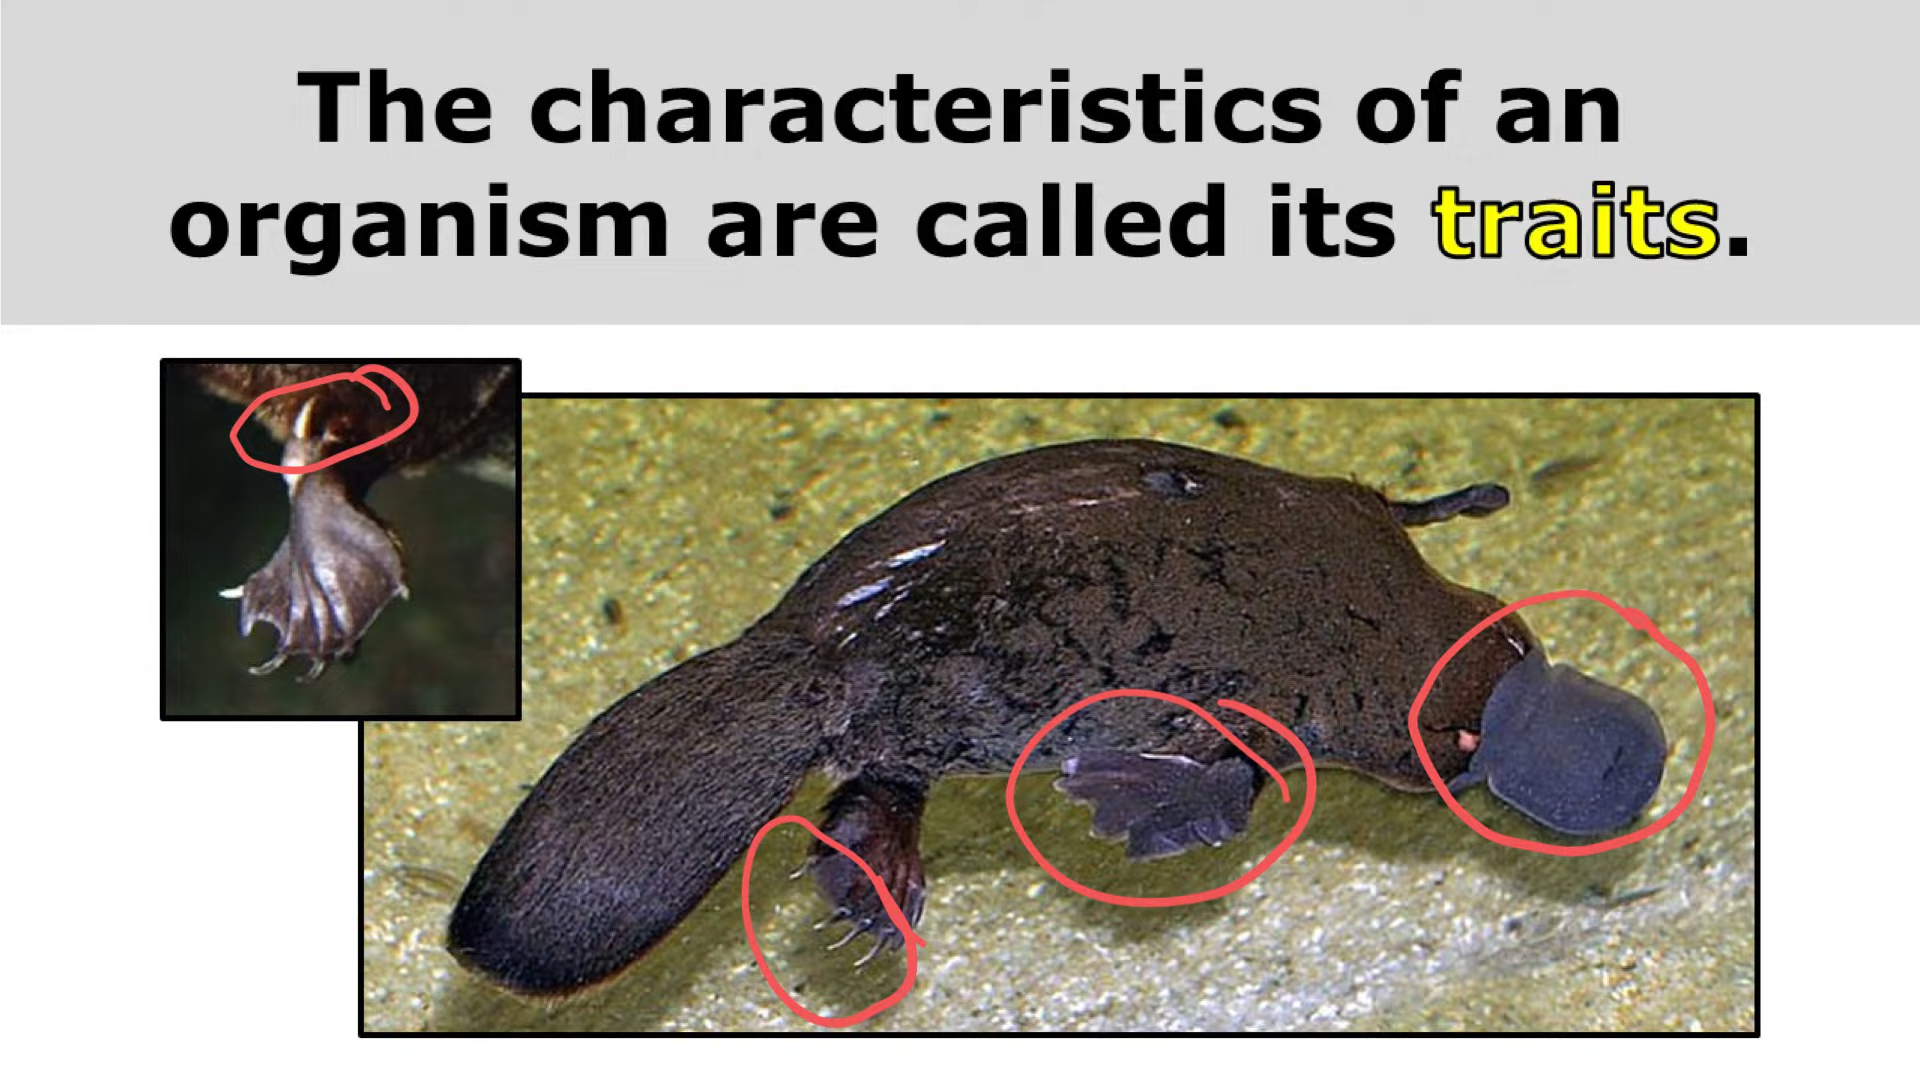 The characteristics of an
organism are called its traits.